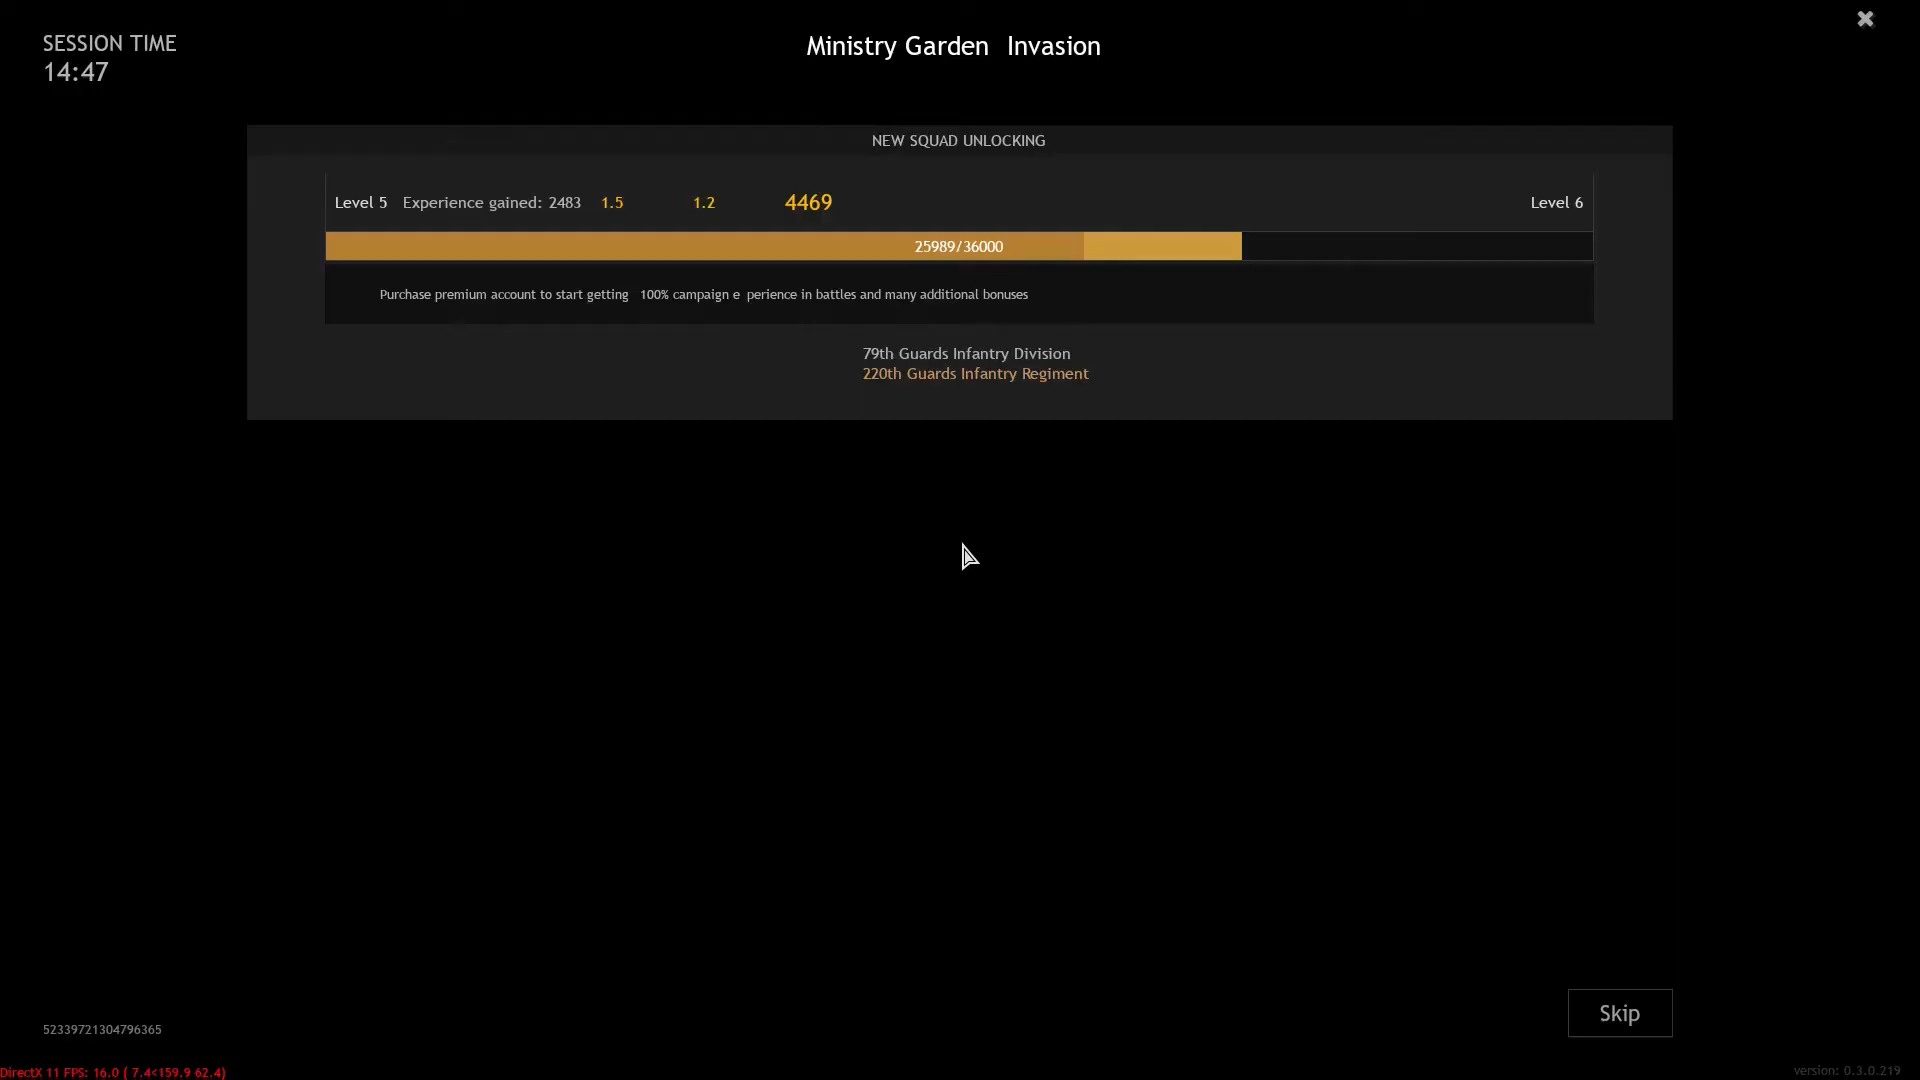 SESSION TIME
14:47
Ministry Garden Invasion
NEW SQUAD UNLOCKING
Level 5 Experience gained: 2483 1.5 1.2 4469 Level 6
25989/36000
Purchase premium account to start getting 100% campaign e perience in battles and many additional bonuses
79th Guards Infantry Division
220th Guards Infantry Regiment
Skip
52339721304796365
DirectX 11 FPS: 16.0 ( 7.4<159.9 62.4)
version: 0.3.0.219